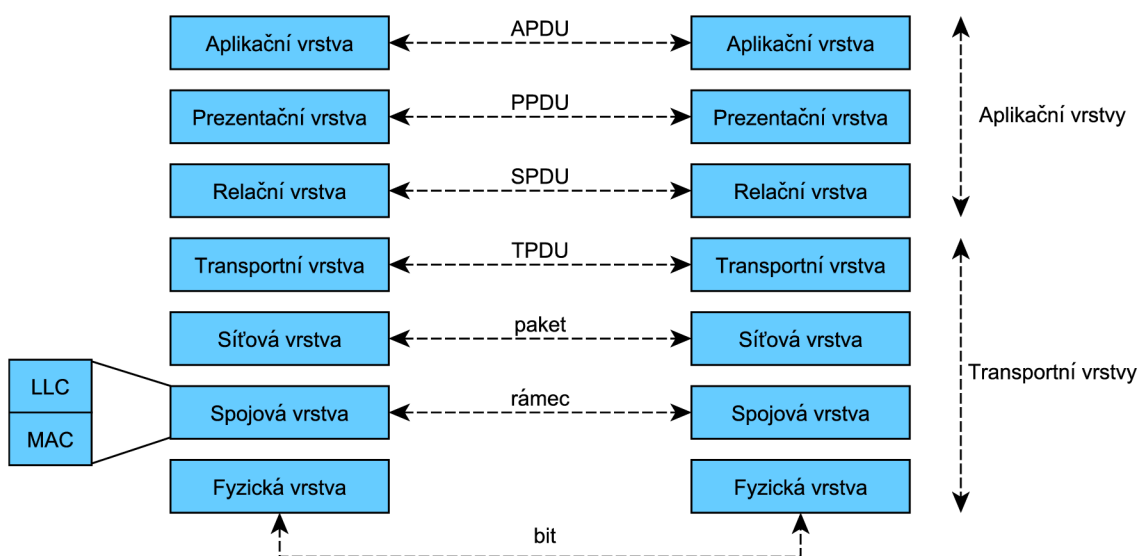 APDU
Aplikační vrstva
Aplikační vrstva
PPDU
Prezentační vrstva
Prezentační vrstva
Aplikační vrstvy
SPDU
Relační vrstva
Relační vrstva
TPDU
Transportní vrstva
Transportní vrstva
paket
Síťová vrstva
Síťová vrstva
Transportní vrstvy
LLC
MAC
rámec
Spojová vrstva
Spojová vrstva
Fyzická vrstva
Fyzická vrstva
bit